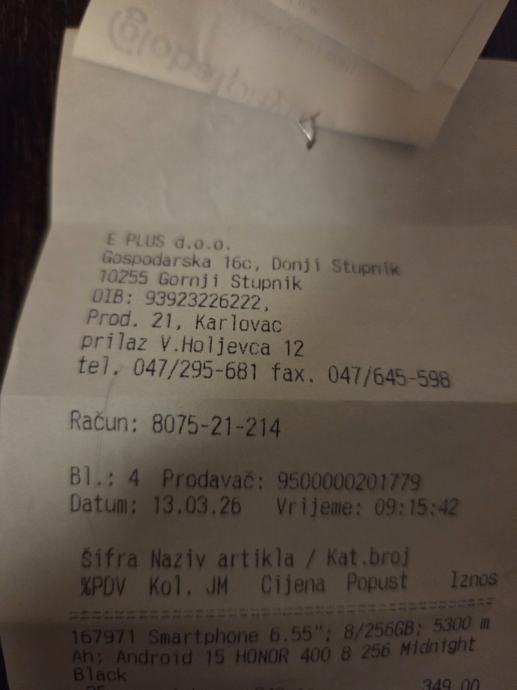 E PLUS d.o.o.
Gospodarska 16c, Donji Stupnik
10255 Gornji Stupnik
OIB: 93923226222,
Prod. 21, Karlovac
prilaz V.Holjevca 12
tel. 047/295-681 fax. 047/645-598
Račun: 8075-21-214
Bl.: 4 Prodavač: 9500000201779
Datum: 13.03.26 Vrijeme: 09:15:42
Šifra Naziv artikla / Kat.broj
%PDV Kol. JM Cijena Popust Iznos
167971 Smartphone 6.55"; 8/256GB; 5300 m
Ah; Android 15 HONOR 400 8 256 Midnight
Black
349,00